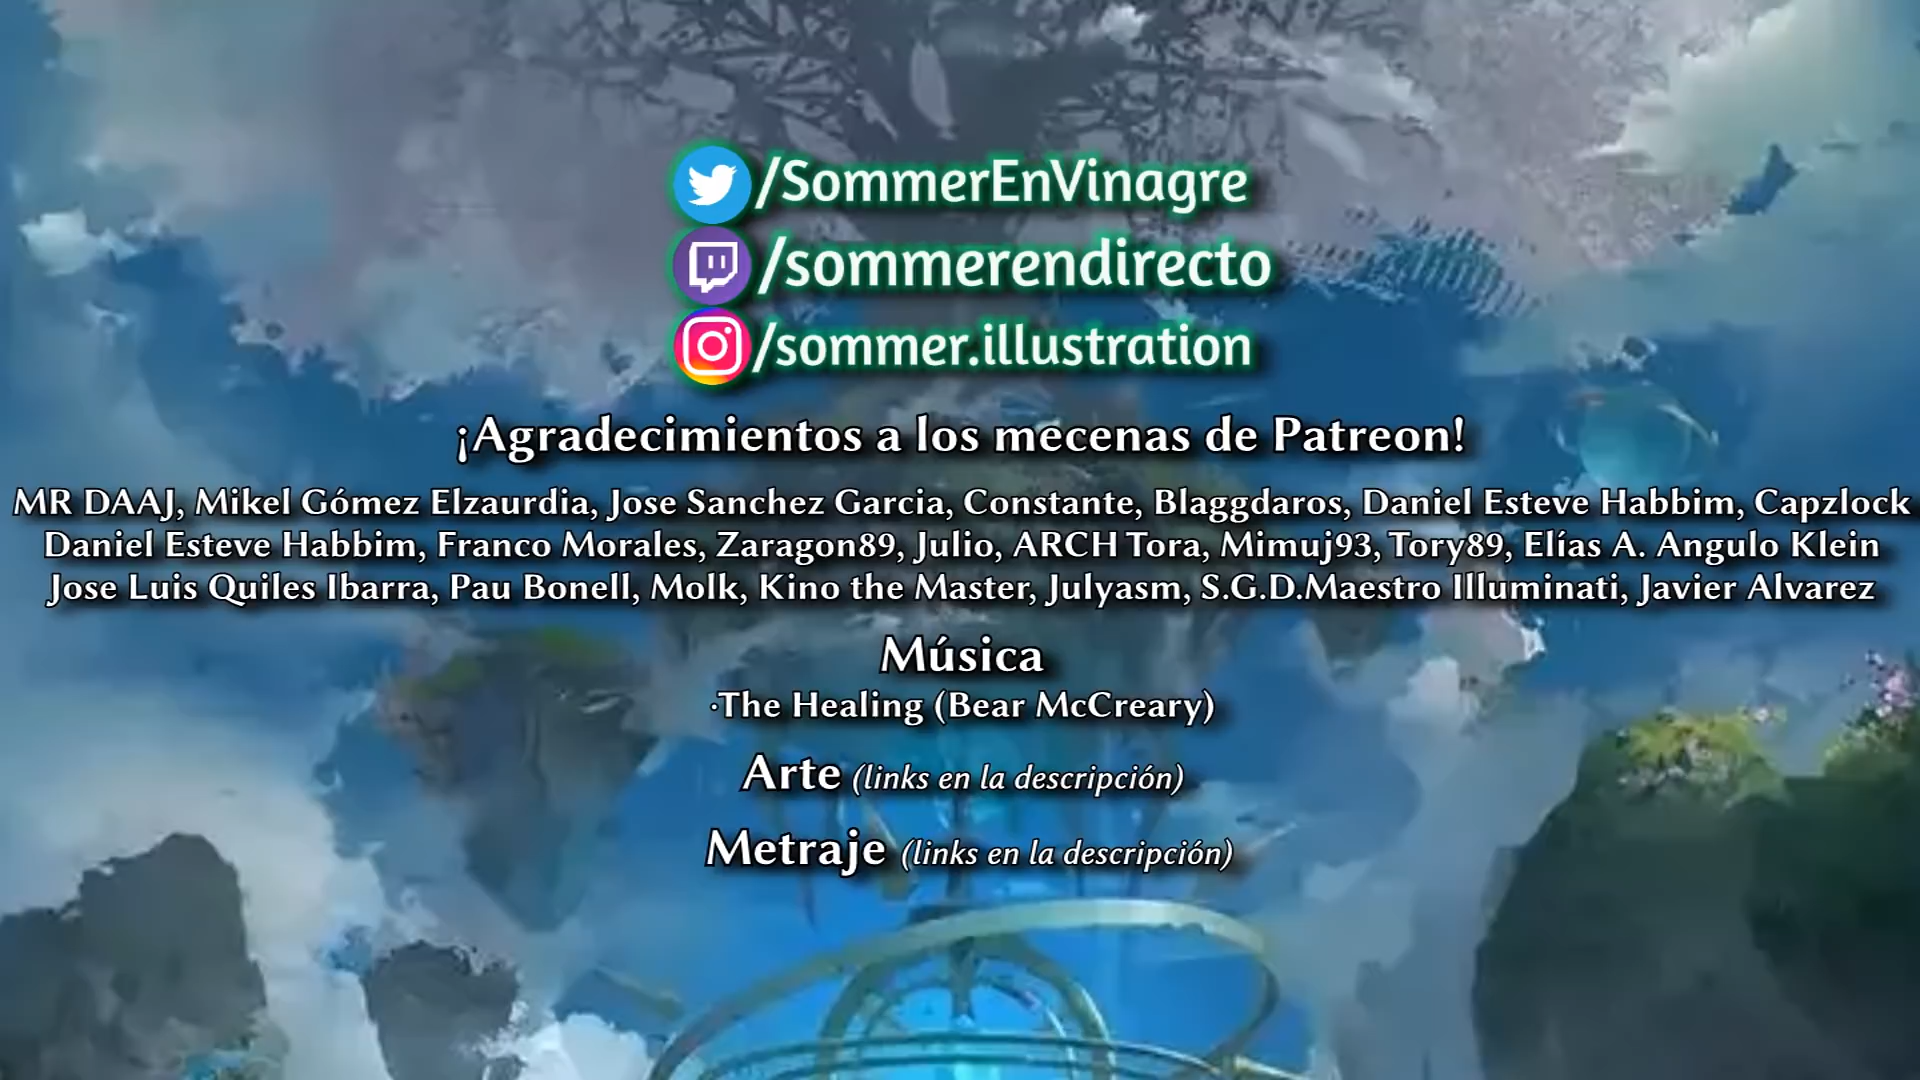 /SommerEnVinagre
/sommerendirecto
/sommer.illustration
¡Agradecimientos a los mecenas de Patreon!
MR DAAJ, Mikel Gómez Elzaurdia, Jose Sanchez Garcia, Constante, Blaggdaros, Daniel Esteve Habbim, Capzlock
Daniel Esteve Habbim, Franco Morales, Zaragon89, Julio, ARCH Tora, Mimuj93, Tory89, Elías A. Angulo Klein
Jose Luis Quiles Ibarra, Pau Bonell, Molk, Kino the Master, Julyasm, S.G.D.Maestro Illuminati, Javier Alvarez
Música
·The Healing (Bear McCreary)
Arte (links en la descripción)
Metraje (links en la descripción)